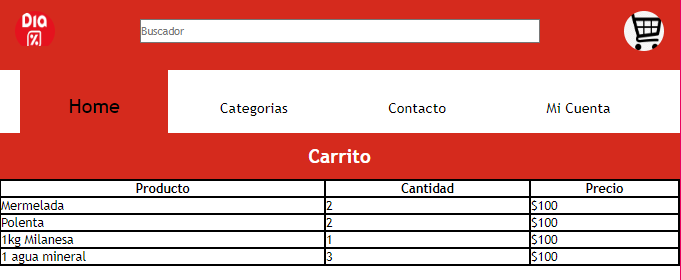 DIA
%
Buscador
Home Categorias Contacto Mi Cuenta
Carrito
Producto Cantidad Precio
Mermelada 2 $100
Polenta 2 $100
1kg Milanesa 1 $100
1 agua mineral 3 $100